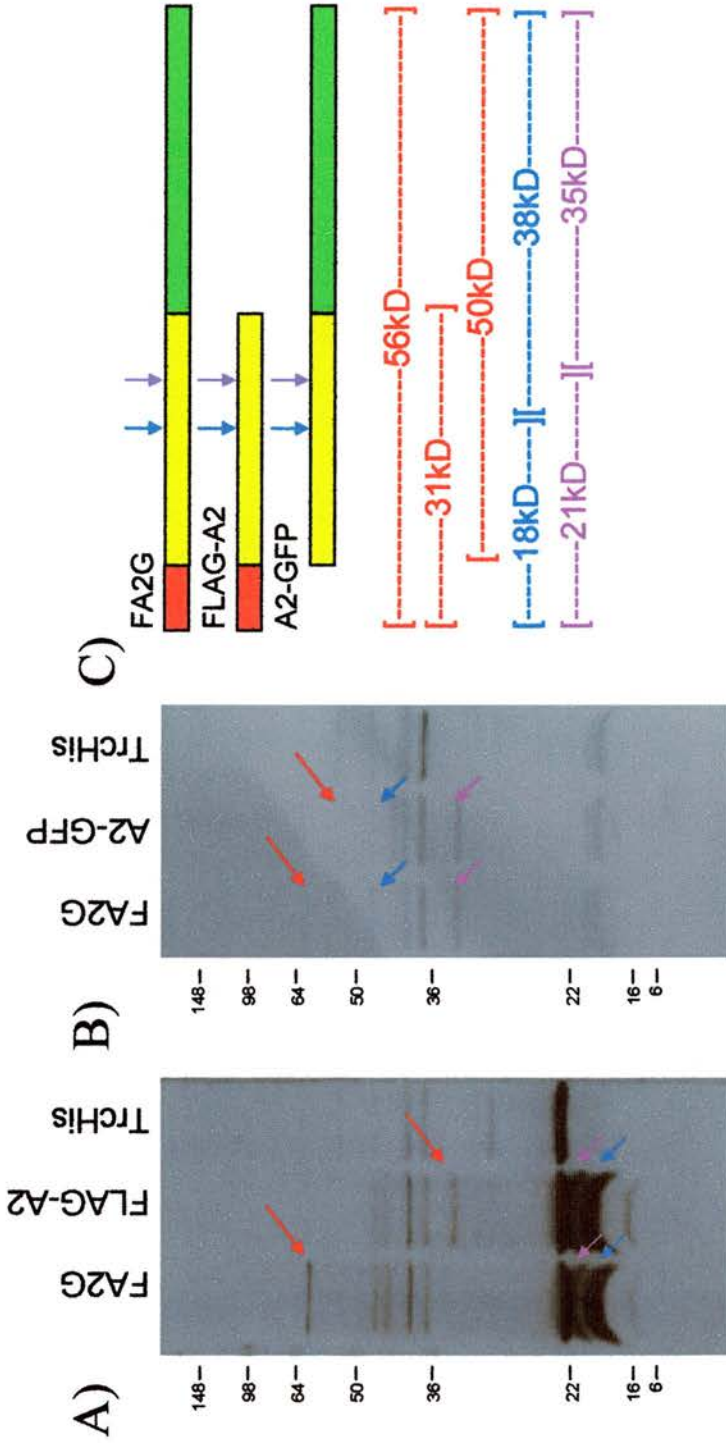 A)
FA2G
FLAG-A2
TrcHis
148 –
98 –
64 –
50 –
36 –
22 –
16 –
6 –
B)
FA2G
A2-GFP
TrcHis
148 –
98 –
64 –
50 –
36 –
22 –
16 –
6 –
C)
FA2G
FLAG-A2
A2-GFP
[-----------------------56kD-----------------------]
[---------31kD---------]
[----------------50kD----------------------]
[----18kD----][-----------38kD-----------]
[-----21kD-----][----------35kD----------]